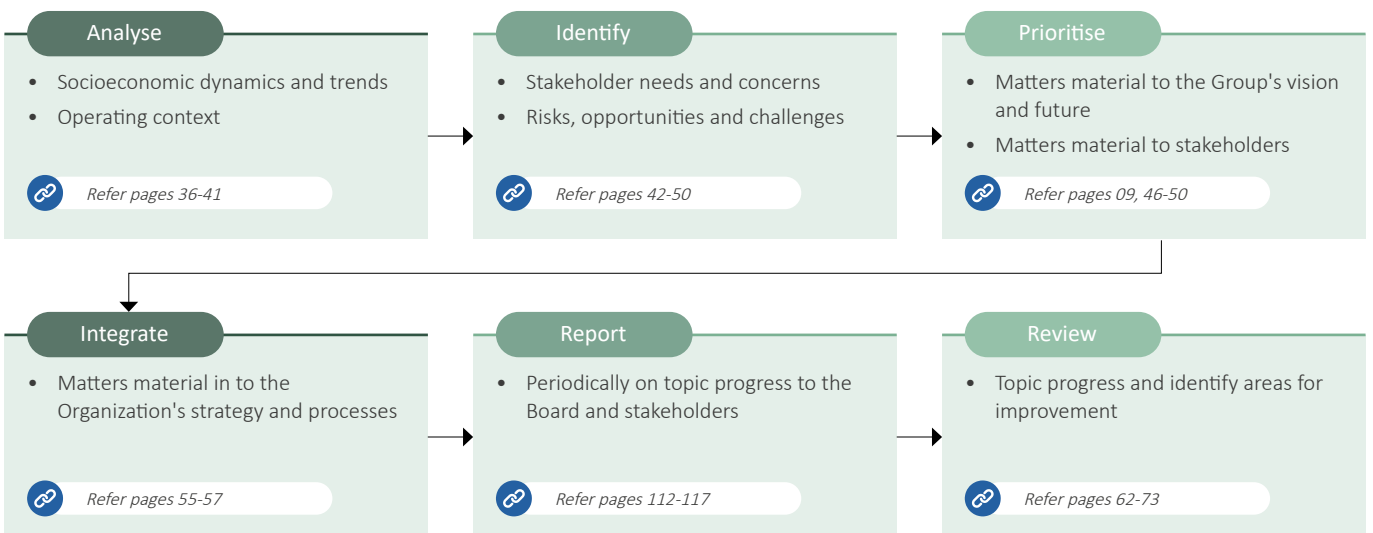 Analyse
• Socioeconomic dynamics and trends
• Operating context
Refer pages 36-41
Identify
• Stakeholder needs and concerns
• Risks, opportunities and challenges
Refer pages 42-50
Prioritise
• Matters material to the Group's vision
and future
• Matters material to stakeholders
Refer pages 09, 46-50
Integrate
• Matters material in to the
Organization's strategy and processes
Refer pages 55-57
Report
• Periodically on topic progress to the
Board and stakeholders
Refer pages 112-117
Review
• Topic progress and identify areas for
improvement
Refer pages 62-73